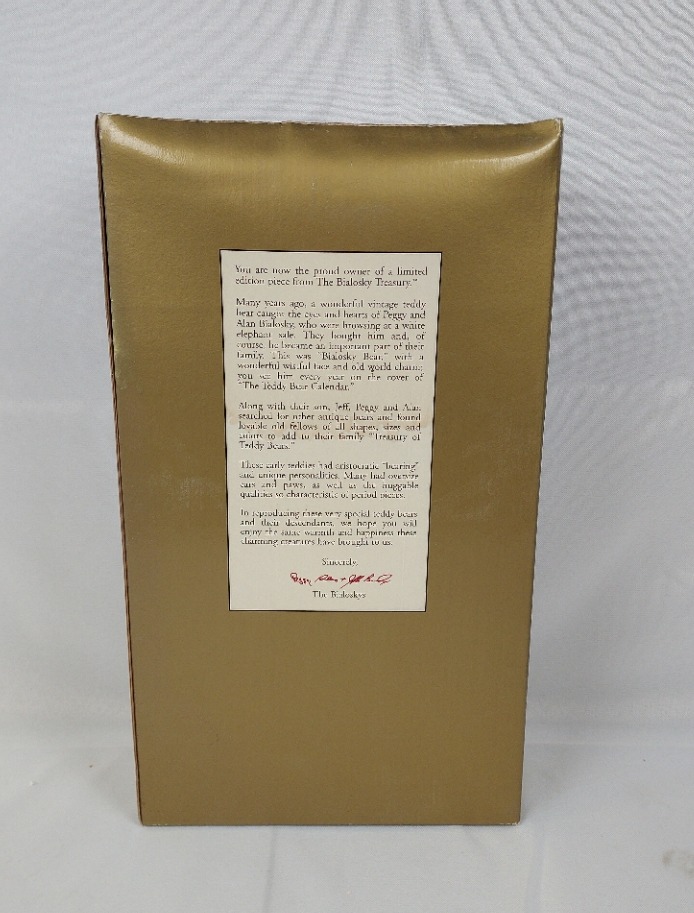 You are now the proud owner of a limited
edition piece from The Bialosky Treasury.™
Many years ago, a wonderful vintage teddy
bear caught the eyes and hearts of Peggy and
Alan Bialosky, who were browsing at a white
elephant sale. They bought him and, of
course he became an important part of their
family. This was "Bialosky Bear," with a
wonderful wistful face and old world charm;
you see him every year on the cover of
"The Teddy Bear Calendar."
Along with their son, Jeff, Peggy and Alan
searched for other antique bears and found
lovable old fellows of all shapes, sizes and
colors to add to their family "Treasury of
Teddy Bears."
These early teddies had aristocratic "bearing"
and unique personalities. Many had oversize
ears and paws, as well as the huggable
qualities so characteristic of period pieces.
In reproducing these very special teddy bears
and their descendants, we hope you will
enjoy the same warmth and happiness these
charming creatures have brought to us.
Sincerely,
Peggy
The Bialoskys